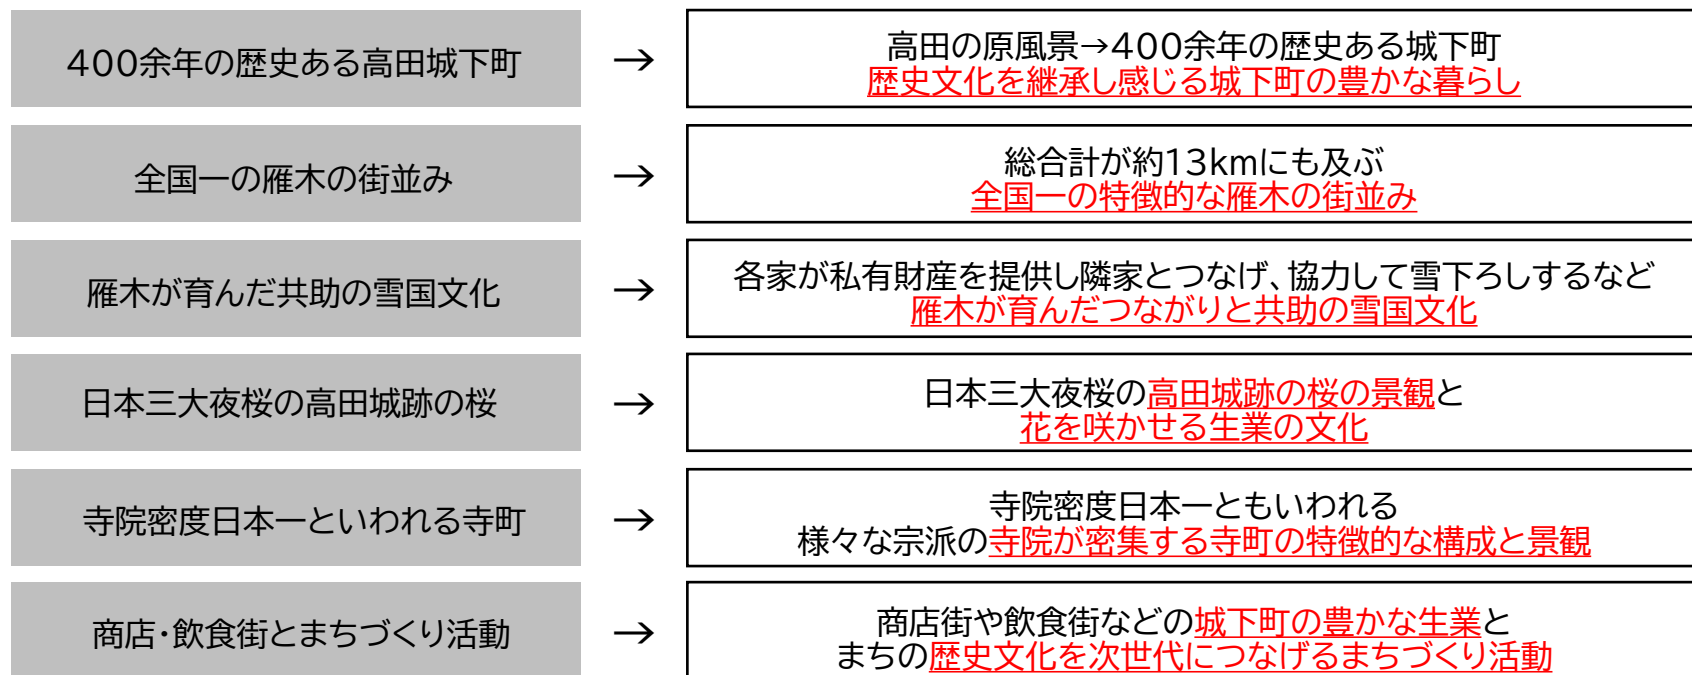 400余年の歴史ある高田城下町
→
高田の原風景→400余年の歴史ある城下町
歴史文化を継承し感じる城下町の豊かな暮らし
全国一の雁木の街並み
→
総合計が約13kmにも及ぶ
全国一の特徴的な雁木の街並み
雁木が育んだ共助の雪国文化
→
各家が私有財産を提供し隣家とつなげ、協力して雪下ろしするなど
雁木が育んだつながりと共助の雪国文化
日本三大夜桜の高田城跡の桜
→
日本三大夜桜の高田城跡の桜の景観と
花を咲かせる生業の文化
寺院密度日本一といわれる寺町
→
寺院密度日本一ともいわれる
様々な宗派の寺院が密集する寺町の特徴的な構成と景観
商店・飲食街とまちづくり活動
→
商店街や飲食街などの城下町の豊かな生業と
まちの歴史文化を次世代につなげるまちづくり活動